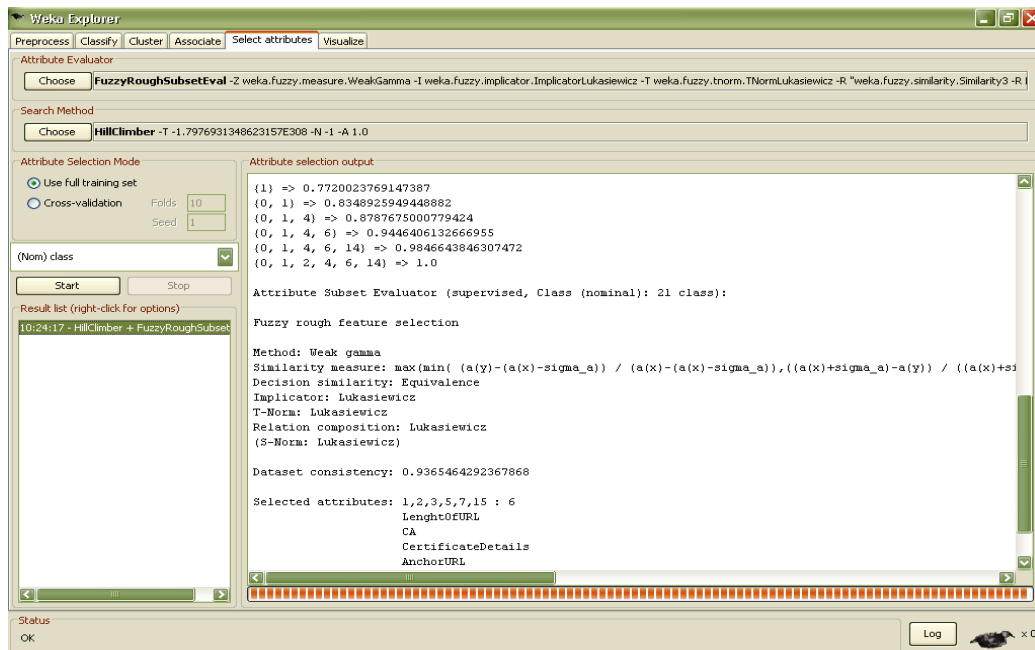 Weka Explorer
Preprocess Classify Cluster Associate Select attributes Visualize
Attribute Evaluator
Choose FuzzyRoughSubsetEval -Z weka.fuzzy.measure.WeakGamma -I weka.fuzzy.implicator.ImplicatorLukasiewicz -T weka.fuzzy.tnorm.TNormLukasiewicz -R "weka.fuzzy.similarity.Similarity3 -R
Search Method
Choose HillClimber -T -1.7976931348623157E308 -N -1 -A 1.0
Attribute Selection Mode
Use full training set
Cross-validation Folds 10
Seed 1
(Nom) class
Start Stop
Result list (right-click for options)
10:24:17 - HillClimber + FuzzyRoughSubset
Attribute selection output
{1} => 0.7720023769147387
{0, 1} => 0.8348925949448882
{0, 1, 4} => 0.8787675000779424
{0, 1, 4, 6} => 0.9446406132666955
{0, 1, 4, 6, 14} => 0.9846643846307472
{0, 1, 2, 4, 6, 14} => 1.0
Attribute Subset Evaluator (supervised, Class (nominal): 21 class):
Fuzzy rough feature selection
Method: Weak gamma
Similarity measure: max(min( (a(y)-(a(x)-sigma_a)) / (a(x)-(a(x)-sigma_a)),((a(x)+sigma_a)-a(y)) / ((a(x)+si
Decision similarity: Equivalence
Implicator: Lukasiewicz
T-Norm: Lukasiewicz
Relation composition: Lukasiewicz
(S-Norm: Lukasiewicz)
Dataset consistency: 0.9365464292367868
Selected attributes: 1,2,3,5,7,15 : 6
LenghtOfURL
CA
CertificateDetails
AnchorURL
Status
OK
Log
x 0